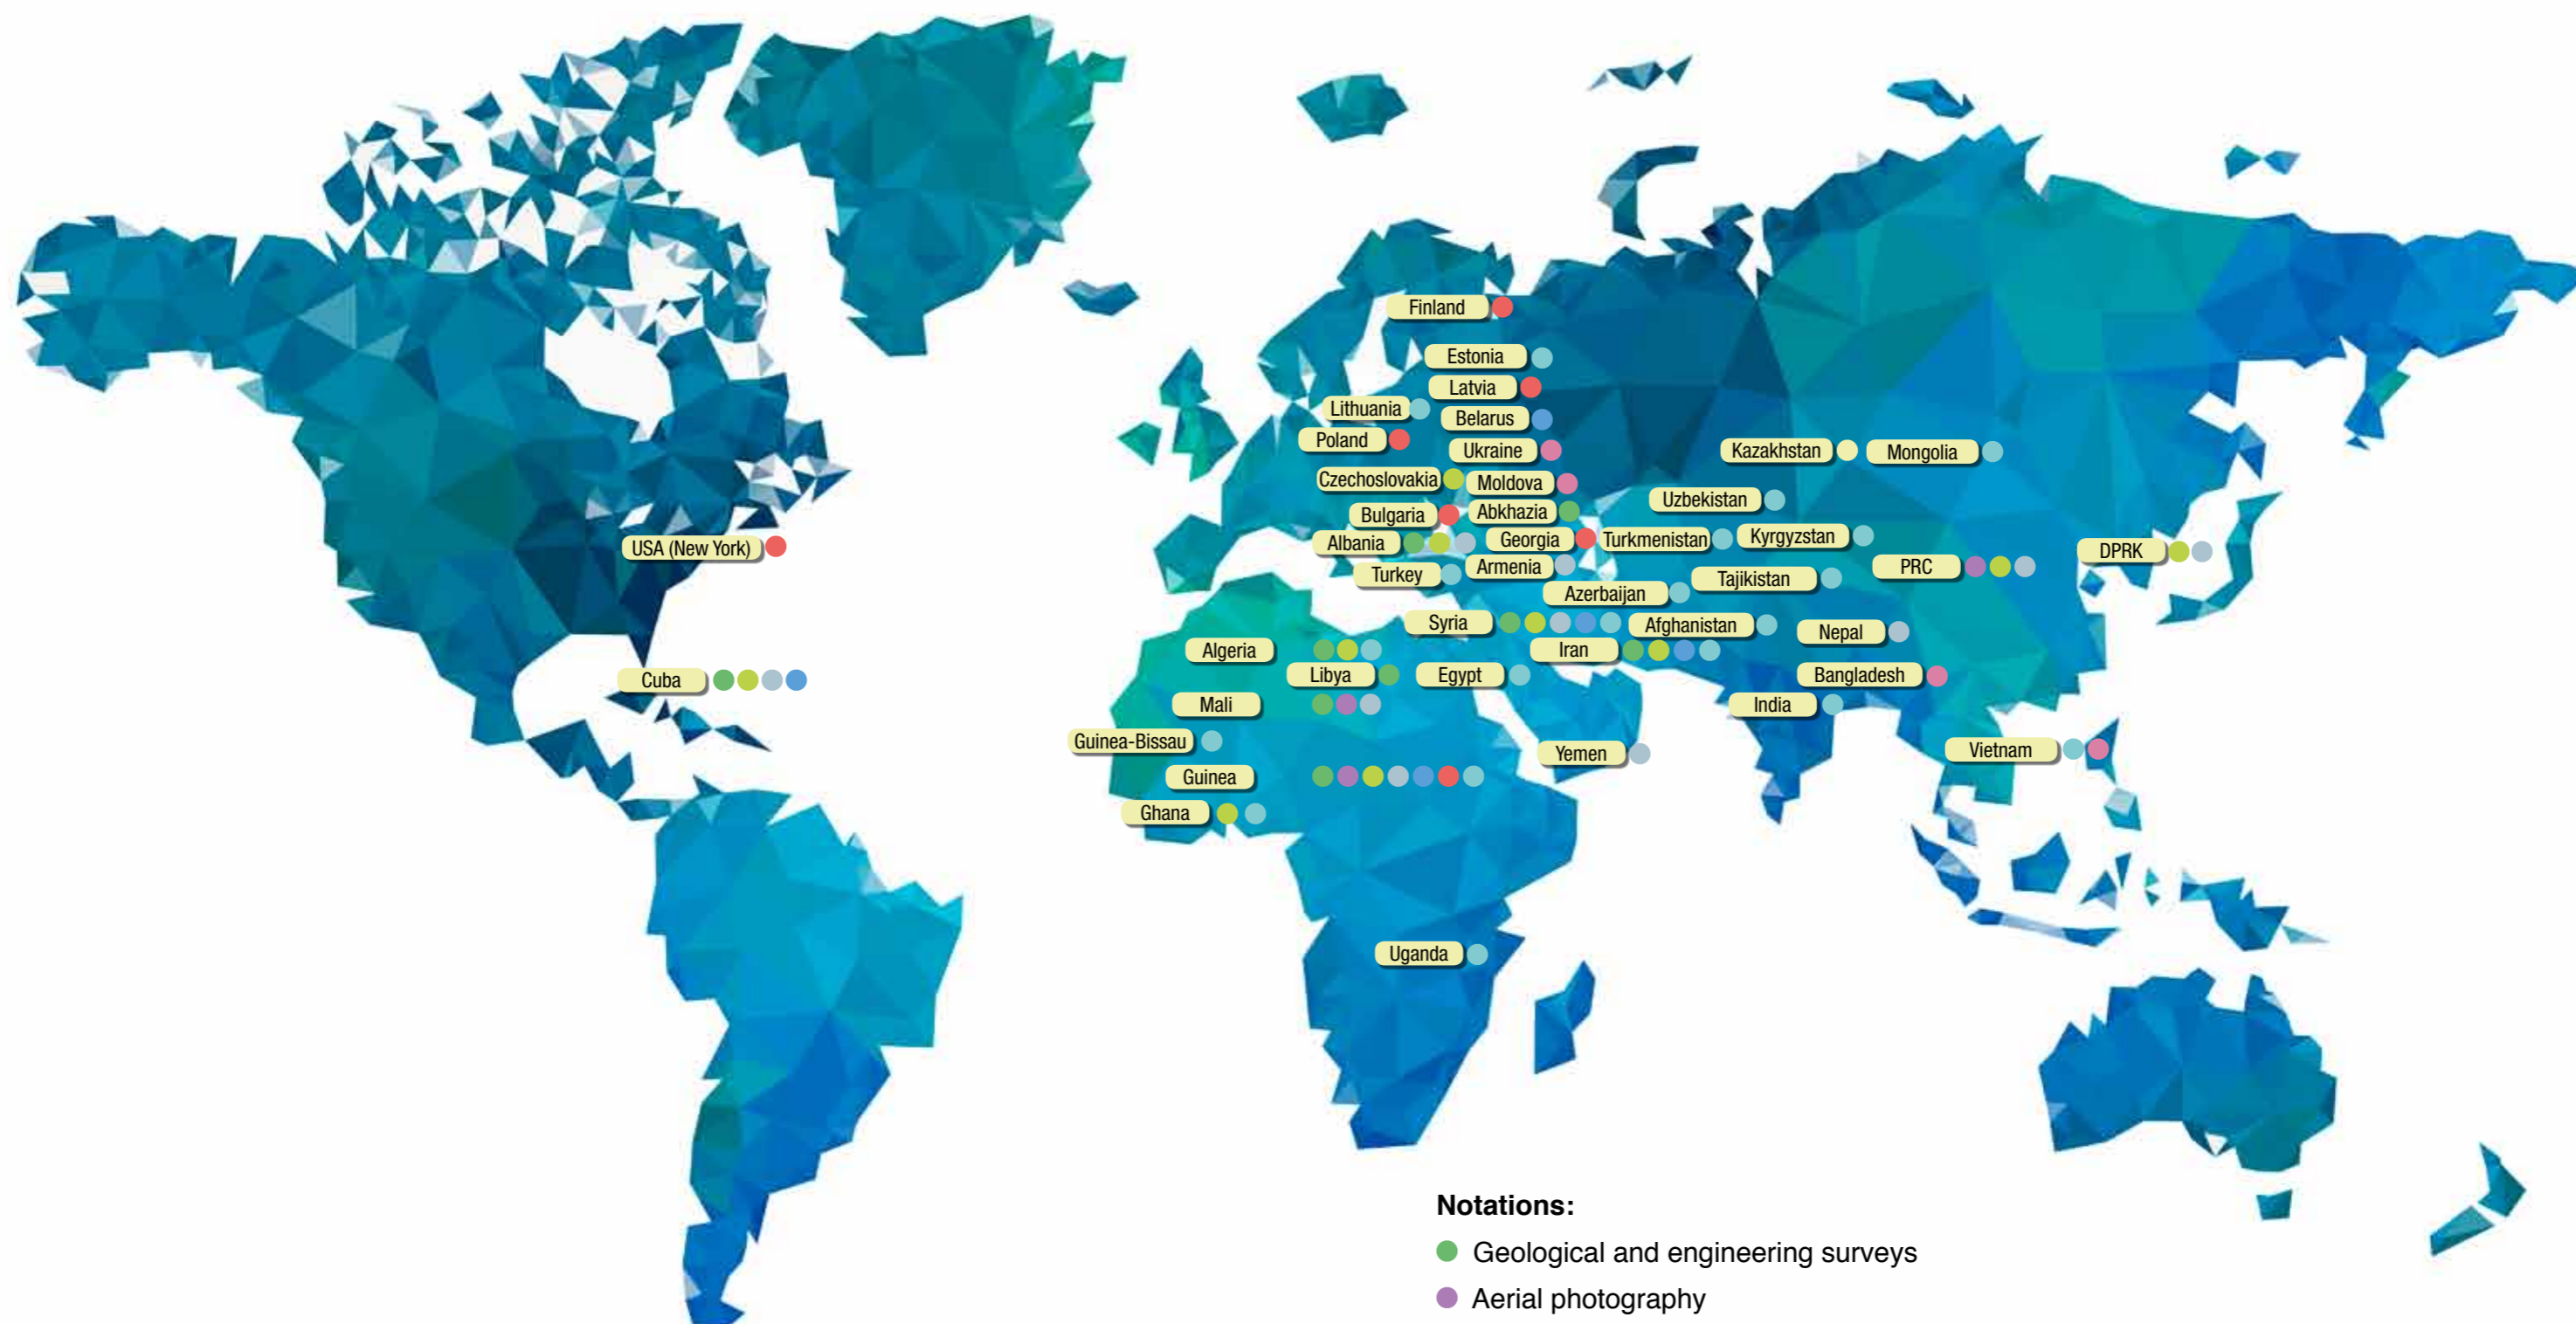 Finland
Estonia
Latvia
Lithuania
Belarus
Poland
Ukraine
Kazakhstan
Mongolia
Czechoslovakia
Moldova
Uzbekistan
Bulgaria
Abkhazia
USA (New York)
Albania
Georgia
Turkmenistan
Kyrgyzstan
DPRK
Turkey
Armenia
PRC
Tajikistan
Azerbaijan
Syria
Afghanistan
Nepal
Algeria
Iran
Cuba
Libya
Egypt
Bangladesh
Mali
India
Guinea-Bissau
Yemen
Vietnam
Guinea
Ghana
Uganda
Notations:
Geological and engineering surveys
Aerial photography